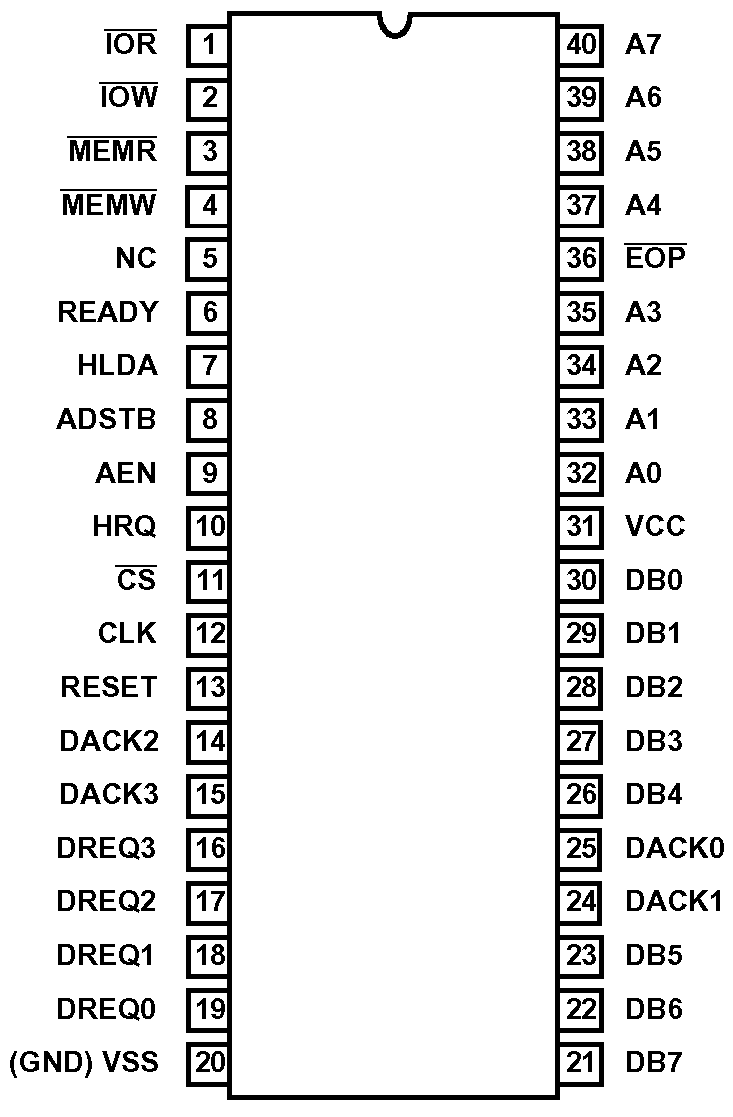 IOR 1 40 A7
IOW 2 39 A6
MEMR 3 38 A5
MEMW 4 37 A4
NC 5 36 EOP
READY 6 35 A3
HLDA 7 34 A2
ADSTB 8 33 A1
AEN 9 32 A0
HRQ 10 31 VCC
CS 11 30 DB0
CLK 12 29 DB1
RESET 13 28 DB2
DACK2 14 27 DB3
DACK3 15 26 DB4
DREQ3 16 25 DACK0
DREQ2 17 24 DACK1
DREQ1 18 23 DB5
DREQ0 19 22 DB6
(GND) VSS 20 21 DB7